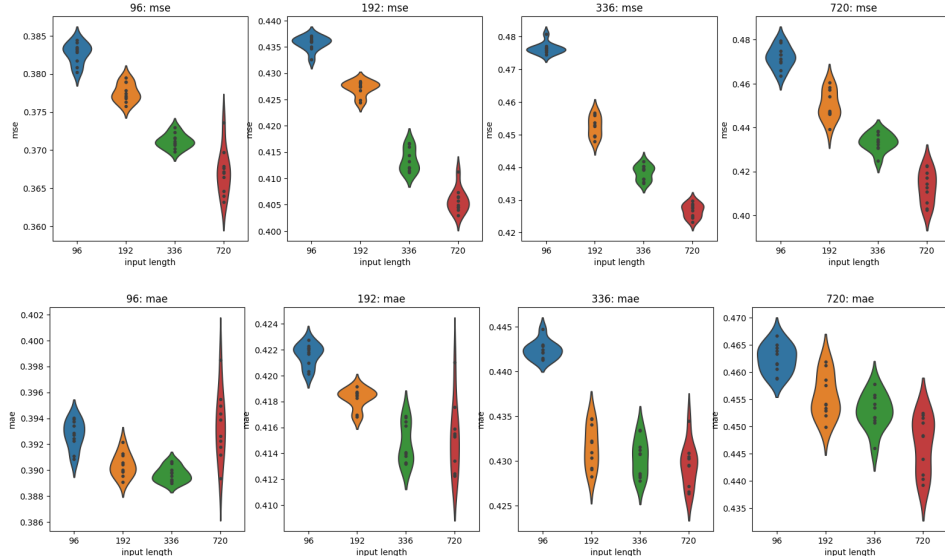 96: mse
0.385
0.380
0.375
0.370
0.365
0.360
mse
96 192 336 720
input length
192: mse
0.440
0.435
0.430
0.425
0.420
0.415
0.410
0.405
0.400
mse
96 192 336 720
input length
336: mse
0.48
0.47
0.46
0.45
0.44
0.43
0.42
mse
96 192 336 720
input length
720: mse
0.48
0.46
0.44
0.42
0.40
mse
96 192 336 720
input length
96: mae
0.402
0.400
0.398
0.396
0.394
0.392
0.390
0.388
0.386
mae
96 192 336 720
input length
192: mae
0.424
0.422
0.420
0.418
0.416
0.414
0.412
0.410
mae
96 192 336 720
input length
336: mae
0.445
0.440
0.435
0.430
0.425
mae
96 192 336 720
input length
720: mae
0.470
0.465
0.460
0.455
0.450
0.445
0.440
0.435
mae
96 192 336 720
input length